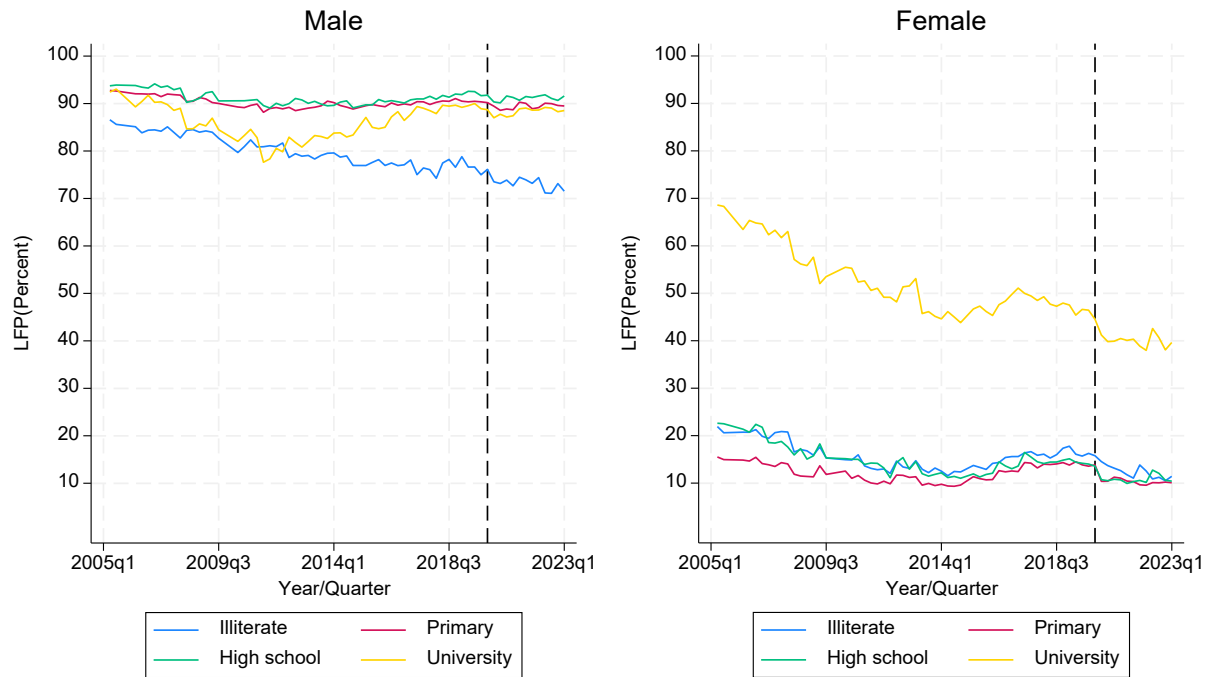 Male
100
90
80
70
60
50
40
30
20
10
LFP(Percent)
2005q1 2009q3 2014q1 2018q3 2023q1
Year/Quarter
Illiterate Primary
High school University
Female
100
90
80
70
60
50
40
30
20
10
LFP(Percent)
2005q1 2009q3 2014q1 2018q3 2023q1
Year/Quarter
Illiterate Primary
High school University